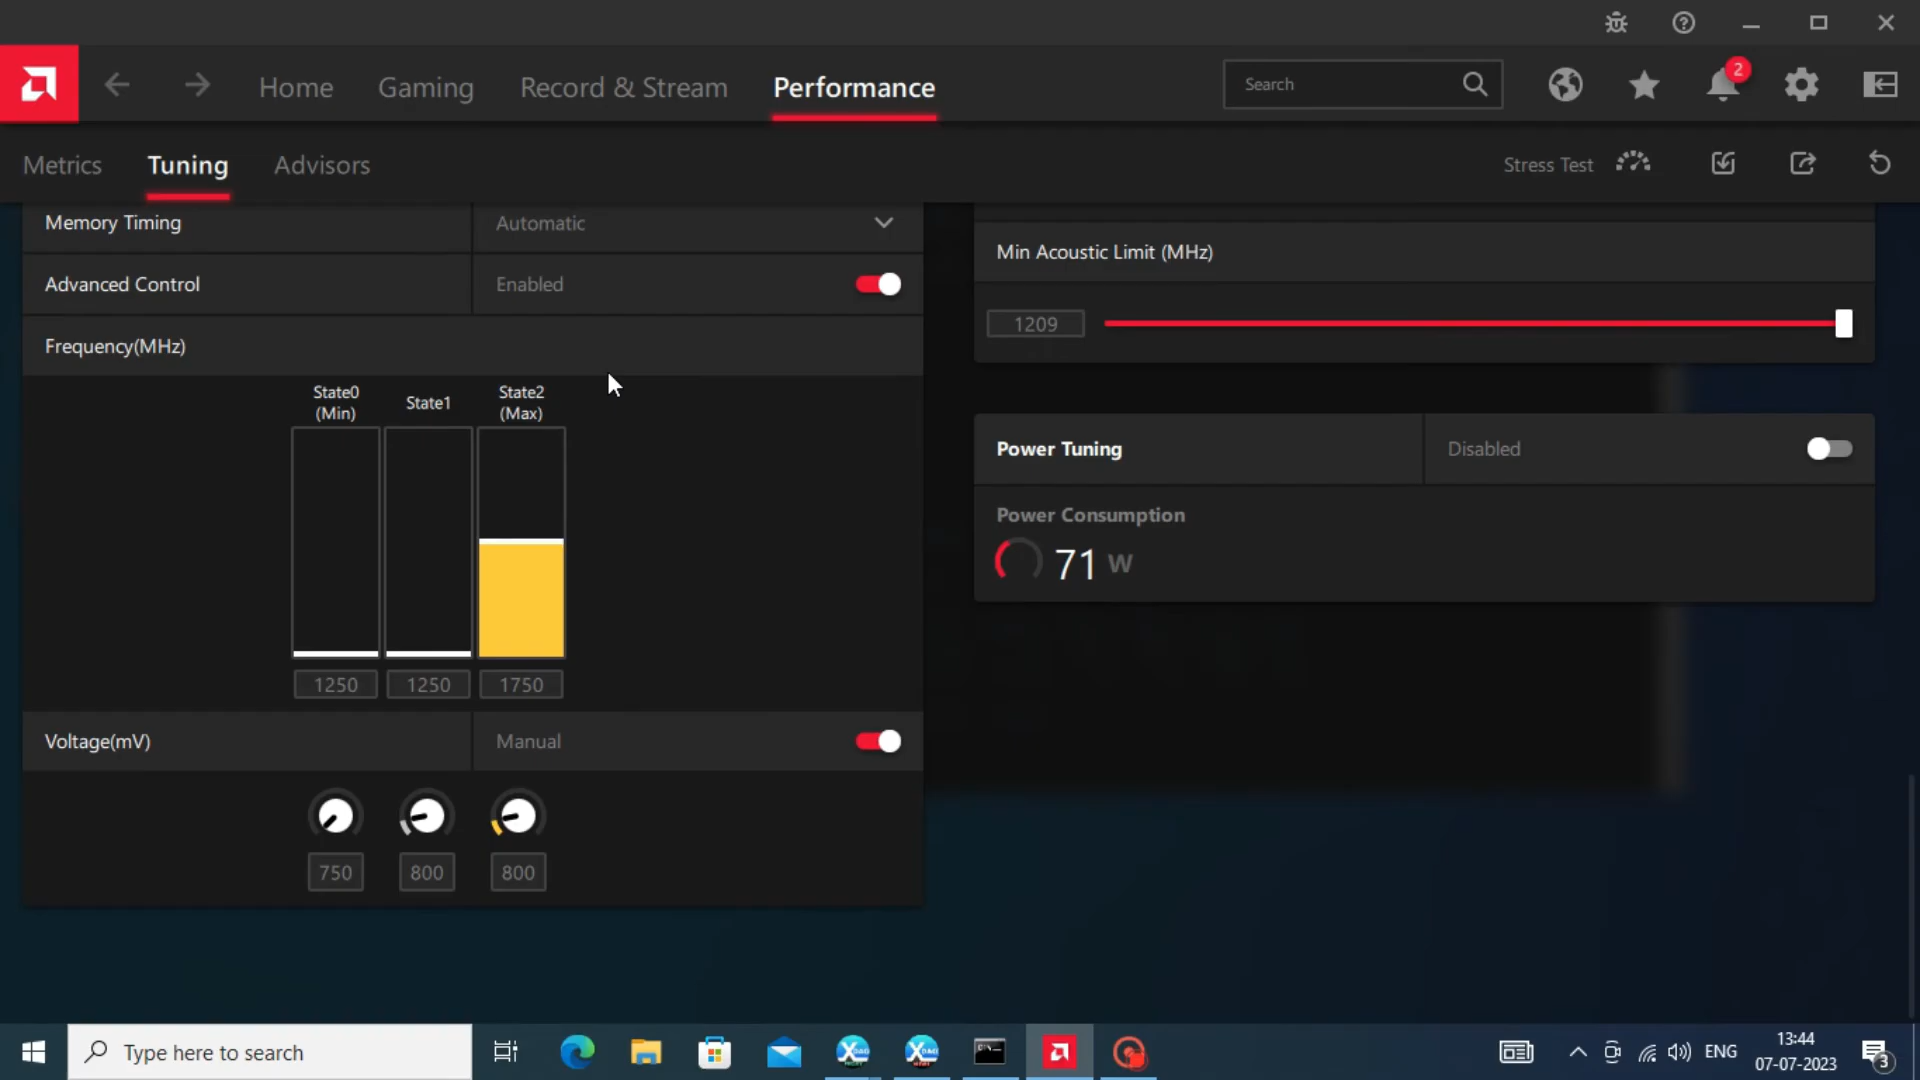 Home Gaming Record & Stream Performance Search 2
Metrics Tuning Advisors Stress Test
Memory Timing Automatic
Advanced Control Enabled
Frequency(MHz)
State0
(Min)
State1
State2
(Max)
1250 1250 1750
Voltage(mV) Manual
750 800 800
Min Acoustic Limit (MHz)
1209
Power Tuning Disabled
Power Consumption
71 W
Type here to search
ENG
13:44
07-07-2023
3